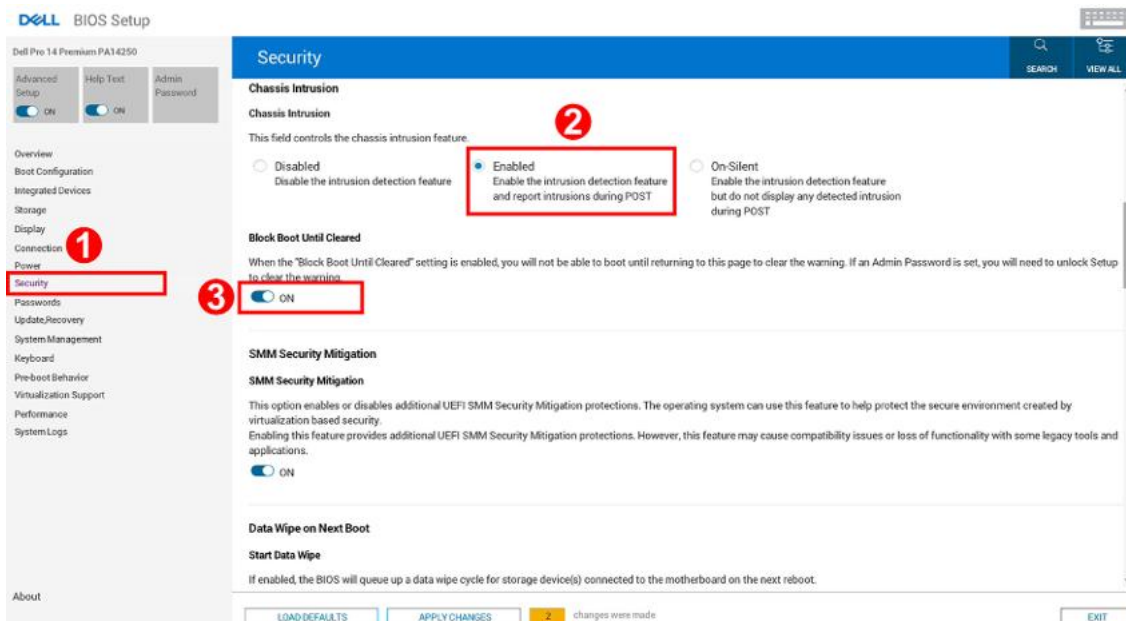 DELL BIOS Setup
Dell Pro 14 Premium PA14250
Advanced Setup
ON
Help Text
ON
Admin Password
Overview
Boot Configuration
Integrated Devices
Storage
Display
Connection
1
Power
Security
Passwords
Update,Recovery
System Management
Keyboard
Pre-boot Behavior
Virtualization Support
Performance
System Logs
About
Security
SEARCH
VIEW ALL
Chassis Intrusion
Chassis Intrusion
This field controls the chassis intrusion feature.
2
Disabled
Disable the intrusion detection feature
Enabled
Enable the intrusion detection feature
and report intrusions during POST
On-Silent
Enable the intrusion detection feature
but do not display any detected intrusion
during POST
Block Boot Until Cleared
When the "Block Boot Until Cleared" setting is enabled, you will not be able to boot until returning to this page to clear the warning. If an Admin Password is set, you will need to unlock Setup
to clear the warning.
3
ON
SMM Security Mitigation
SMM Security Mitigation
This option enables or disables additional UEFI SMM Security Mitigation protections. The operating system can use this feature to help protect the secure environment created by
virtualization based security.
Enabling this feature provides additional UEFI SMM Security Mitigation protections. However, this feature may cause compatibility issues or loss of functionality with some legacy tools and
applications.
ON
Data Wipe on Next Boot
Start Data Wipe
If enabled, the BIOS will queue up a data wipe cycle for storage device(s) connected to the motherboard on the next reboot.
LOAD DEFAULTS
APPLY CHANGES
2 changes were made
EXIT